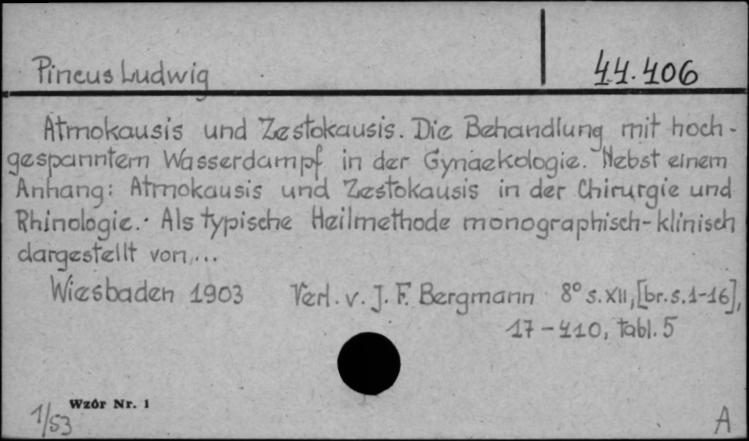 Pincus Ludwig
44.406
Atmokausis und Zestokausis. Die Behandlung mit hoch-
gespanntem Wasserdampf in der Gynaekologie. Nebst einem
Anhang: Atmokausis und Zestokausis in der Chirurgie und
Rhinologie.· Als typische Heilmethode monographisch-klinisch
dargestellt von...
Wiesbaden 1903 Verl. v. J. F. Bergmann 8° s. XII, [br.s.1-16],
17-410, tabl. 5
Wzór Nr. 1
1/53
A